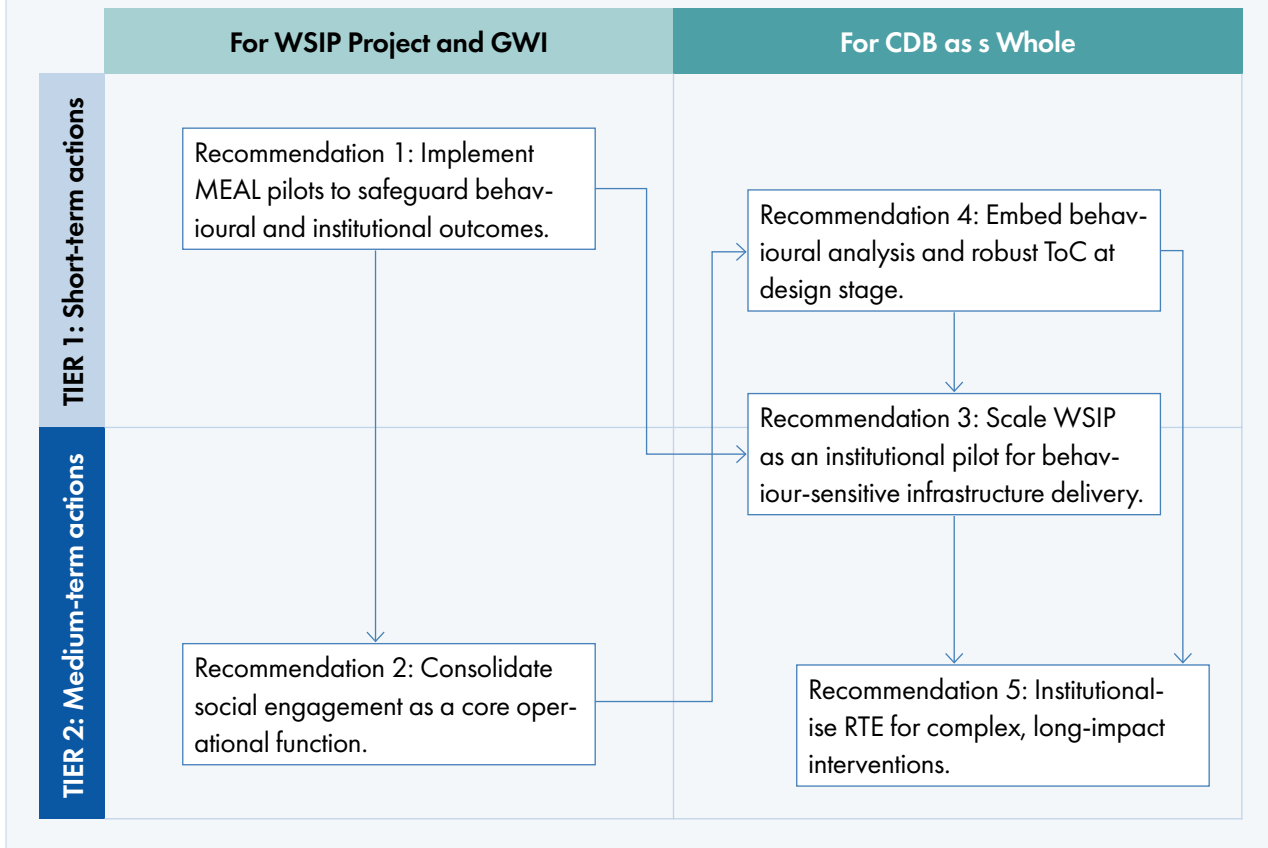 For WSIP Project and GWI
For CDB as s Whole
TIER 1: Short-term actions
Recommendation 1: Implement
MEAL pilots to safeguard behav-
ioural and institutional outcomes.
Recommendation 4: Embed behav-
ioural analysis and robust ToC at
design stage.
Recommendation 3: Scale WSIP
as an institutional pilot for behav-
iour-sensitive infrastructure delivery.
TIER 2: Medium-term actions
Recommendation 2: Consolidate
social engagement as a core oper-
ational function.
Recommendation 5: Institutional-
ise RTE for complex, long-impact
interventions.